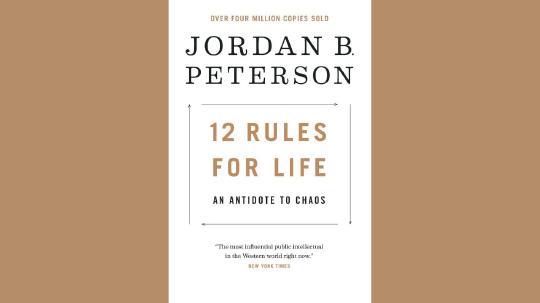 OVER FOUR MILLION COPIES SOLD
JORDAN B.
PETERSON
12 RULES
FOR LIFE
AN ANTIDOTE TO CHAOS
“The most influential public intellectual
in the Western world right now.”
NEW YORK TIMES